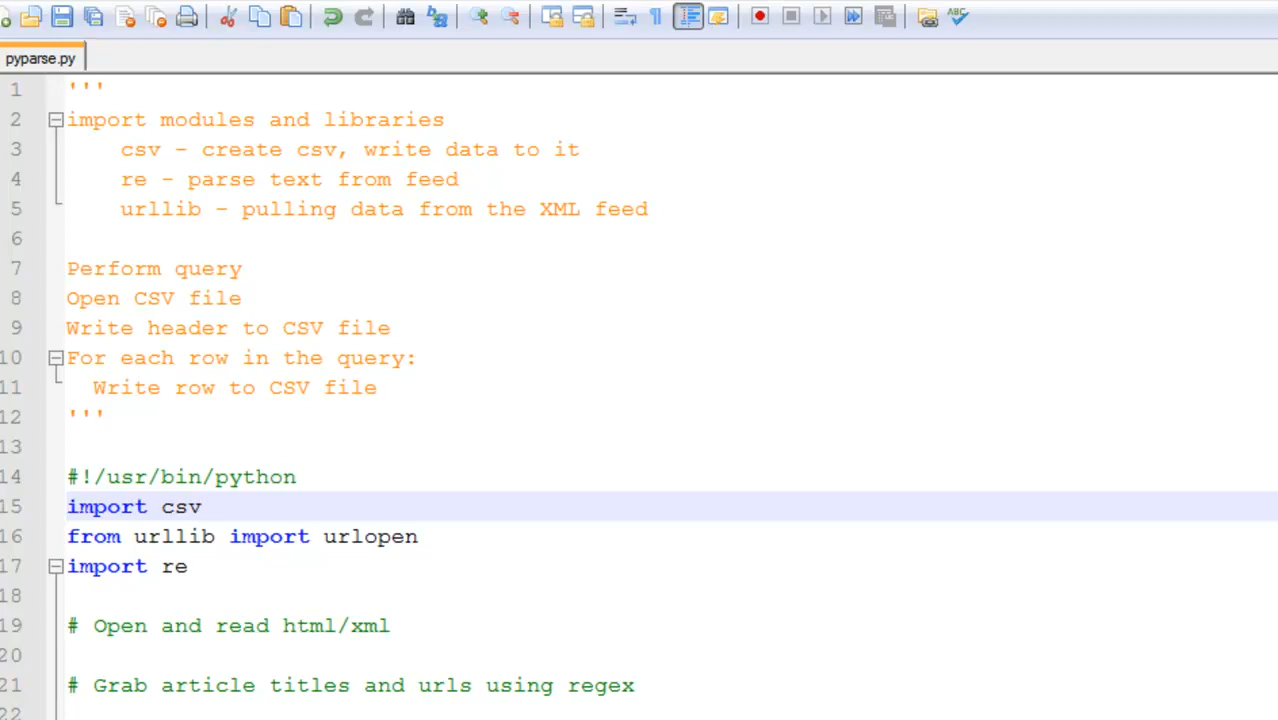 pyparse.py
1 '''
2 import modules and libraries
3 csv - create csv, write data to it
4 re - parse text from feed
5 urllib - pulling data from the XML feed
6
7 Perform query
8 Open CSV file
9 Write header to CSV file
10 For each row in the query:
11 Write row to CSV file
12 '''
13
14 #!/usr/bin/python
15 import csv
16 from urllib import urlopen
17 import re
18
19 # Open and read html/xml
20
21 # Grab article titles and urls using regex
22